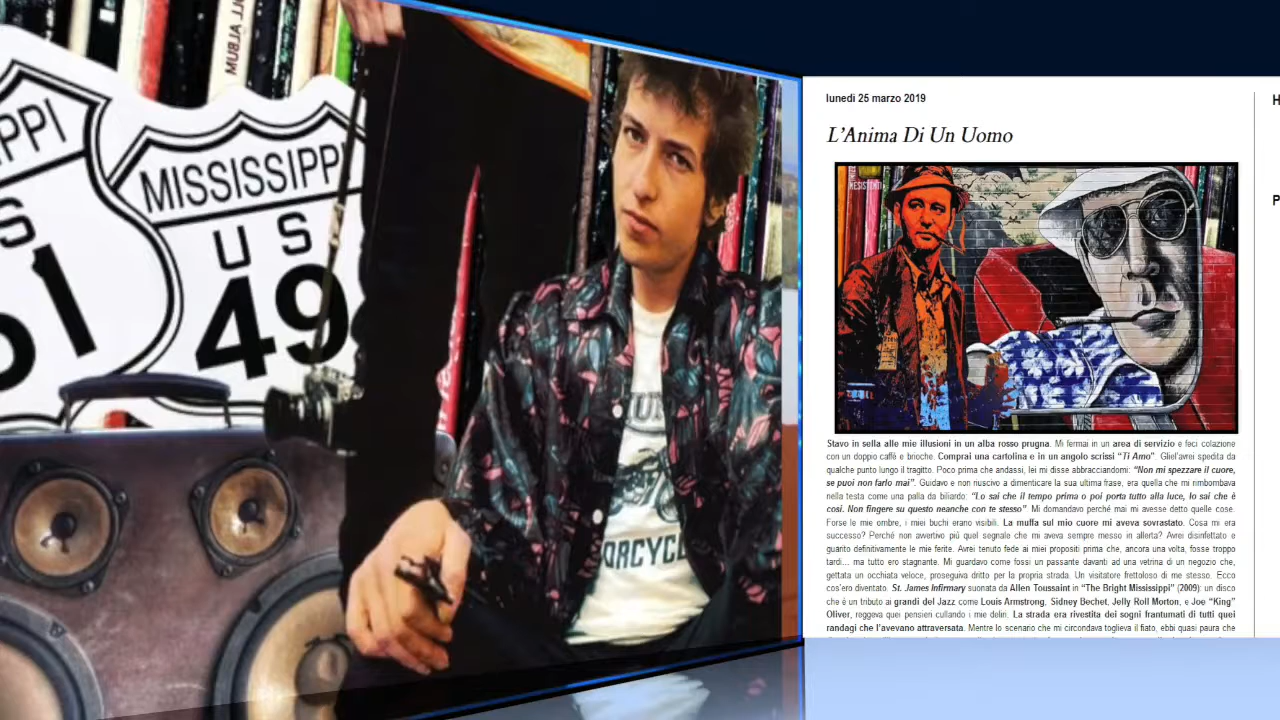 ALBUM
MISSISSIPPI
US
49
MOTORCYCL
lunedì 25 marzo 2019
L'Anima Di Un Uomo
Stavo in sella alle mie illusioni in un alba rosso prugna. Mi fermai in un area di servizio e feci colazione
con un doppio caffè e brioche. Comprai una cartolina e in un angolo scrissi “Ti Amo” Gliel'avrei spedita da
qualche punto lungo il tragitto. Poco prima che andassi, lei mi disse abbracciandomi: “Non mi spezzare il cuore,
se puoi non farlo mai”. Guidavo e non riuscivo a dimenticare la sua ultima frase, era quella che mi rimbombava
nella testa come una palla da biliardo: “Lo sai che il tempo prima o poi porta tutto alla luce, lo sai che è
così. Non fingere su questo neanche con te stesso” Mi domandavo perché mai mi avesse detto quelle cose.
Forse le mie ombre, i miei buchi erano visibili. La muffa sul mio cuore mi aveva sovrastato. Cosa mi era
successo? Perché non avertivo più quel segnale che mi aveva sempre messo in allerta? Avrei disinfettato e
guarito definitivamente le mie ferite. Avrei tenuto fede ai miei propositi prima che, ancora una volta, fosse troppo
tardi... ma tutto ero stagnante. Mi guardavo come fossi un passante davanti ad una vetrina di un negozio che,
gettata un occhiata veloce, proseguiva dritto per la propria strada. Un visitatore frettoloso di me stesso. Ecco
cos'ero diventato. St. James Infirmary suonata da Allen Toussaint in “The Bright Mississippi” (2009): un disco
che è un tributo ai grandi del Jazz come Louis Armstrong, Sidney Bechet, Jelly Roll Morton, e Joe “King”
Oliver, reggeva quei pensieri cullando i mie deliri. La strada era rivestita dei sogni frantumati di tutti quei
randagi che l'avevano attraversata. Mentre lo scenario che mi circondava toglieva il fiato, ebbi quasi paura che